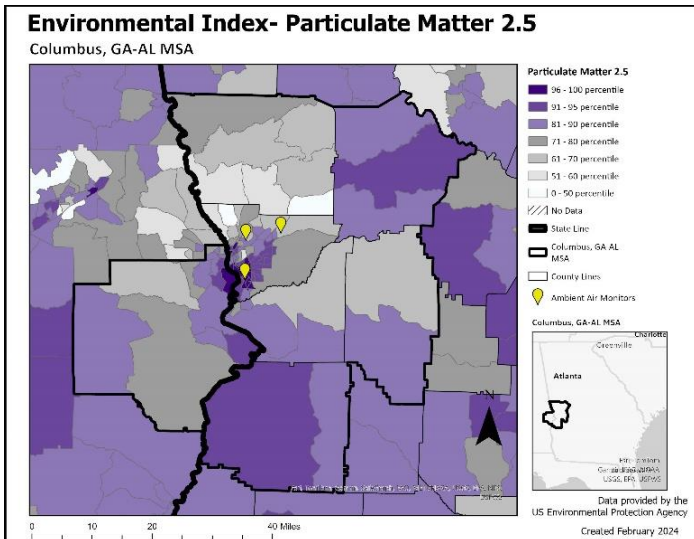 Environmental Index- Particulate Matter 2.5
Columbus, GA-AL MSA
Particulate Matter 2.5
96 - 100 percentile
91 - 95 percentile
81 - 90 percentile
71 - 80 percentile
61 - 70 percentile
51 - 60 percentile
0 - 50 percentile
No Data
State Line
Columbus, GA-AL
MSA
County Lines
Ambient Air Monitors
Columbus, GA-AL MSA
Charlotte
Greenville
Atlanta
USGS, EPA, USFWS
N
Data provided by the
US Environmental Protection Agency
Created February 2024
0 10 20 40 Miles